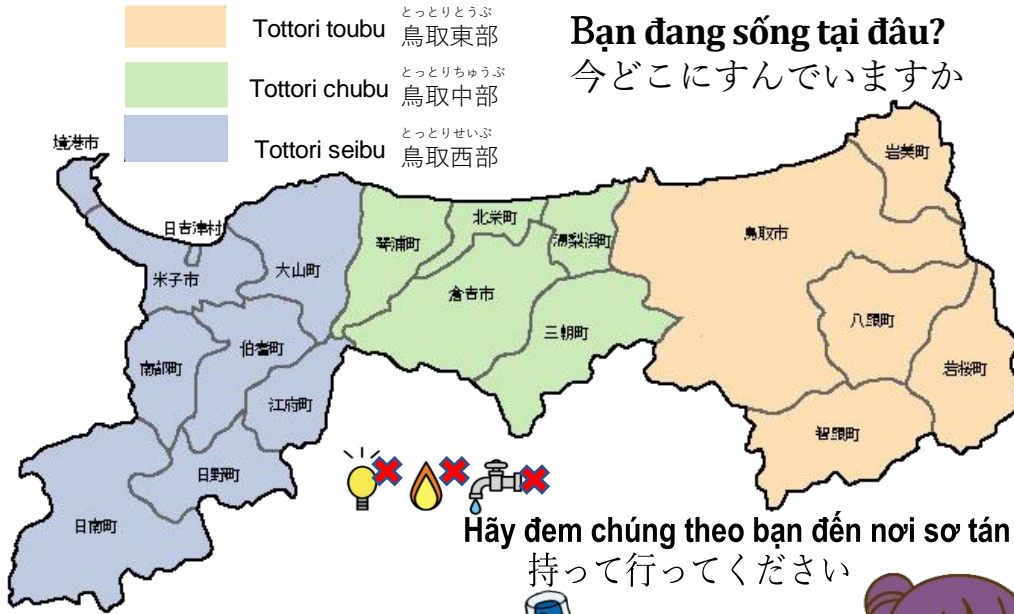 とっとりとうぶ
Tottori toubu 鳥取東部
とっとりちゅうぶ
Tottori chubu 鳥取中部
とっとりせいぶ
Tottori seibu 鳥取西部
Bạn đang sống tại đâu?
今どこにすんでいますか
境港市
日吉津村
米子市
大山町
南部町
伯耆町
江府町
日野町
日南町
琴浦町
北栄町
湯梨浜町
倉吉市
三朝町
岩美町
鳥取市
八頭町
若桜町
智頭町
Hãy đem chúng theo bạn đến nơi sơ tán
持って行ってください